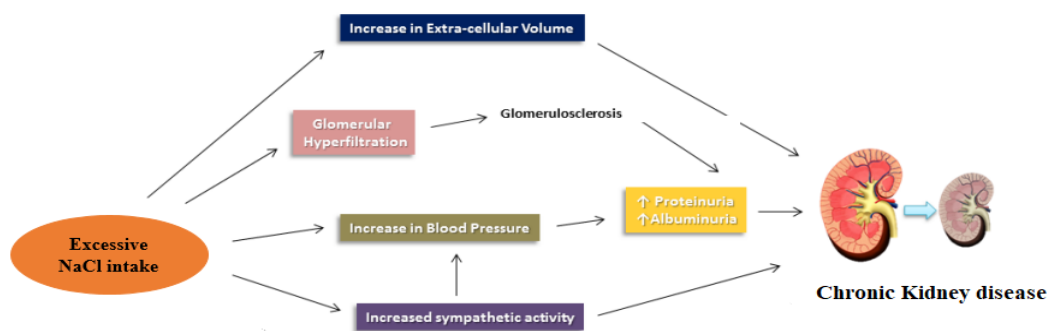 Increase in Extra-cellular Volume
Glomerular
Hyperfiltration
Glomerulosclerosis
↑ Proteinuria
↑Albuminuria
Excessive
NaCl intake
Increase in Blood Pressure
Increased sympathetic activity
Chronic Kidney disease